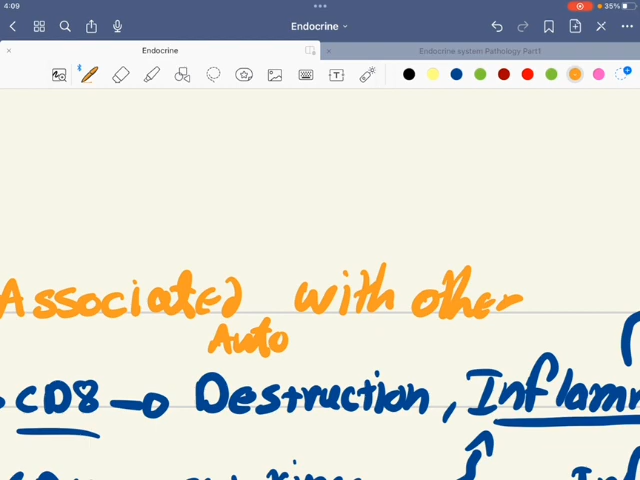 4:09
35%
Endocrine
Endocrine
Endocrine system Pathology Part1
Associated with other
Auto
CD8 → Destruction, Inflamm